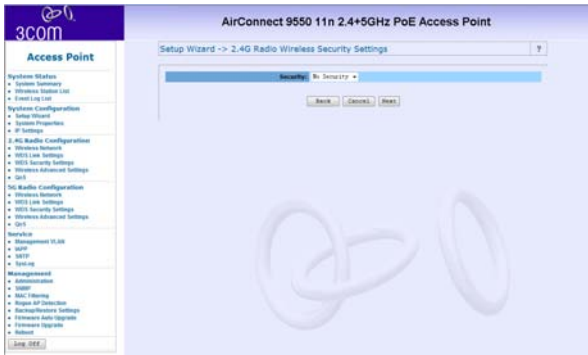 3com
AirConnect 9550 11n 2.4+5GHz PoE Access Point
Access Point
Setup Wizard -> 2.4G Radio Wireless Security Settings
?
Security: No Security
Back Cancel Next
System Status
System Summary
Wireless Station List
Event Log List
System Configuration
Setup Wizard
System Properties
IP Settings
2.4G Radio Configuration
Wireless Network
WDS Link Settings
WDS Security Settings
Wireless Advanced Settings
QoS
5G Radio Configuration
Wireless Network
WDS Link Settings
WDS Security Settings
Wireless Advanced Settings
QoS
Service
Management VLAN
IAPP
SNTP
SysLog
Management
Administration
SNMP
MAC Filtering
Rogue AP Detection
Backup/Restore Settings
Firmware Auto Upgrade
Firmware Upgrade
Reboot
Log Off